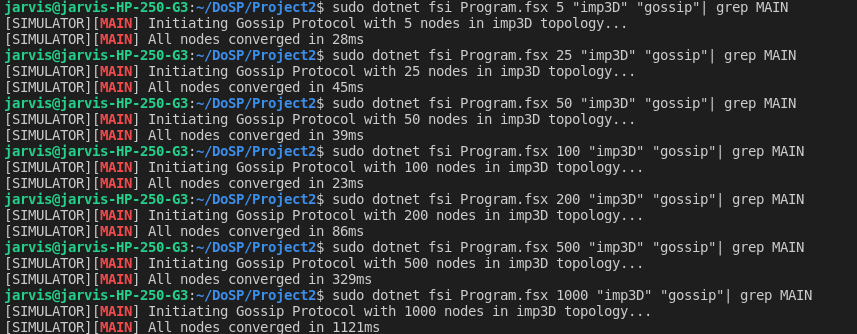 jarvis@jarvis-HP-250-G3:~/DoSP/Project2$ sudo dotnet fsi Program.fsx 5 "imp3D" "gossip"| grep MAIN
[SIMULATOR][MAIN] Initiating Gossip Protocol with 5 nodes in imp3D topology...
[SIMULATOR][MAIN] All nodes converged in 28ms
jarvis@jarvis-HP-250-G3:~/DoSP/Project2$ sudo dotnet fsi Program.fsx 25 "imp3D" "gossip"| grep MAIN
[SIMULATOR][MAIN] Initiating Gossip Protocol with 25 nodes in imp3D topology...
[SIMULATOR][MAIN] All nodes converged in 45ms
jarvis@jarvis-HP-250-G3:~/DoSP/Project2$ sudo dotnet fsi Program.fsx 50 "imp3D" "gossip"| grep MAIN
[SIMULATOR][MAIN] Initiating Gossip Protocol with 50 nodes in imp3D topology...
[SIMULATOR][MAIN] All nodes converged in 39ms
jarvis@jarvis-HP-250-G3:~/DoSP/Project2$ sudo dotnet fsi Program.fsx 100 "imp3D" "gossip"| grep MAIN
[SIMULATOR][MAIN] Initiating Gossip Protocol with 100 nodes in imp3D topology...
[SIMULATOR][MAIN] All nodes converged in 23ms
jarvis@jarvis-HP-250-G3:~/DoSP/Project2$ sudo dotnet fsi Program.fsx 200 "imp3D" "gossip"| grep MAIN
[SIMULATOR][MAIN] Initiating Gossip Protocol with 200 nodes in imp3D topology...
[SIMULATOR][MAIN] All nodes converged in 86ms
jarvis@jarvis-HP-250-G3:~/DoSP/Project2$ sudo dotnet fsi Program.fsx 500 "imp3D" "gossip"| grep MAIN
[SIMULATOR][MAIN] Initiating Gossip Protocol with 500 nodes in imp3D topology...
[SIMULATOR][MAIN] All nodes converged in 329ms
jarvis@jarvis-HP-250-G3:~/DoSP/Project2$ sudo dotnet fsi Program.fsx 1000 "imp3D" "gossip"| grep MAIN
[SIMULATOR][MAIN] Initiating Gossip Protocol with 1000 nodes in imp3D topology...
[SIMULATOR][MAIN] All nodes converged in 1121ms